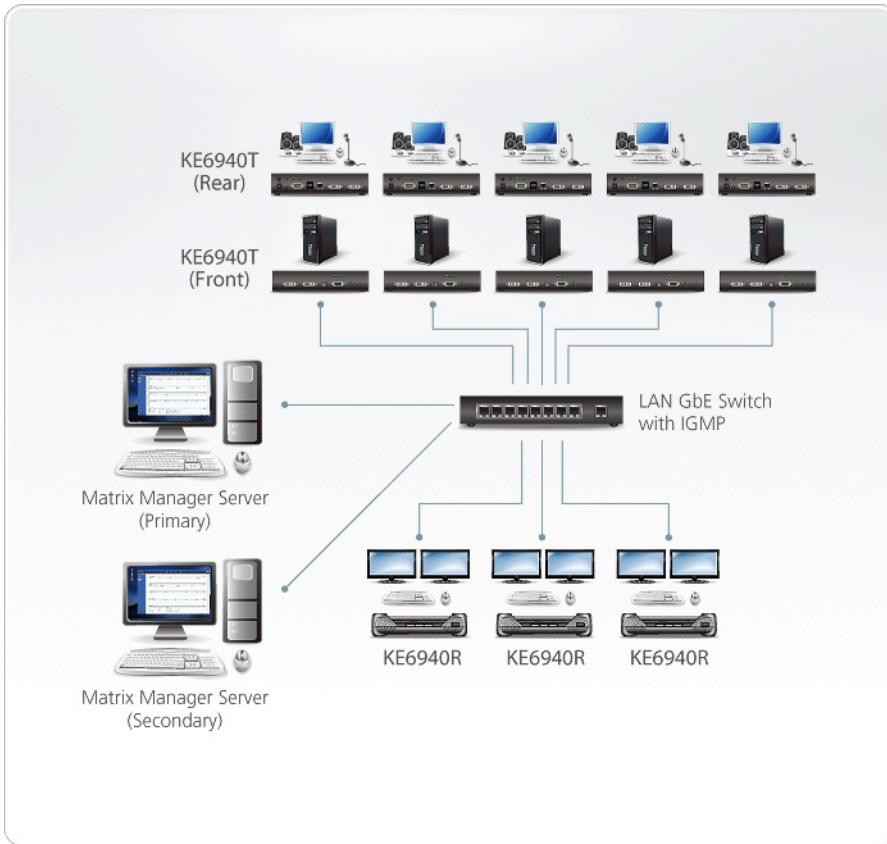 KE6940T
(Rear)
KE6940T
(Front)
LAN GbE Switch
with IGMP
Matrix Manager Server
(Primary)
Matrix Manager Server
(Secondary)
KE6940R
KE6940R
KE6940R